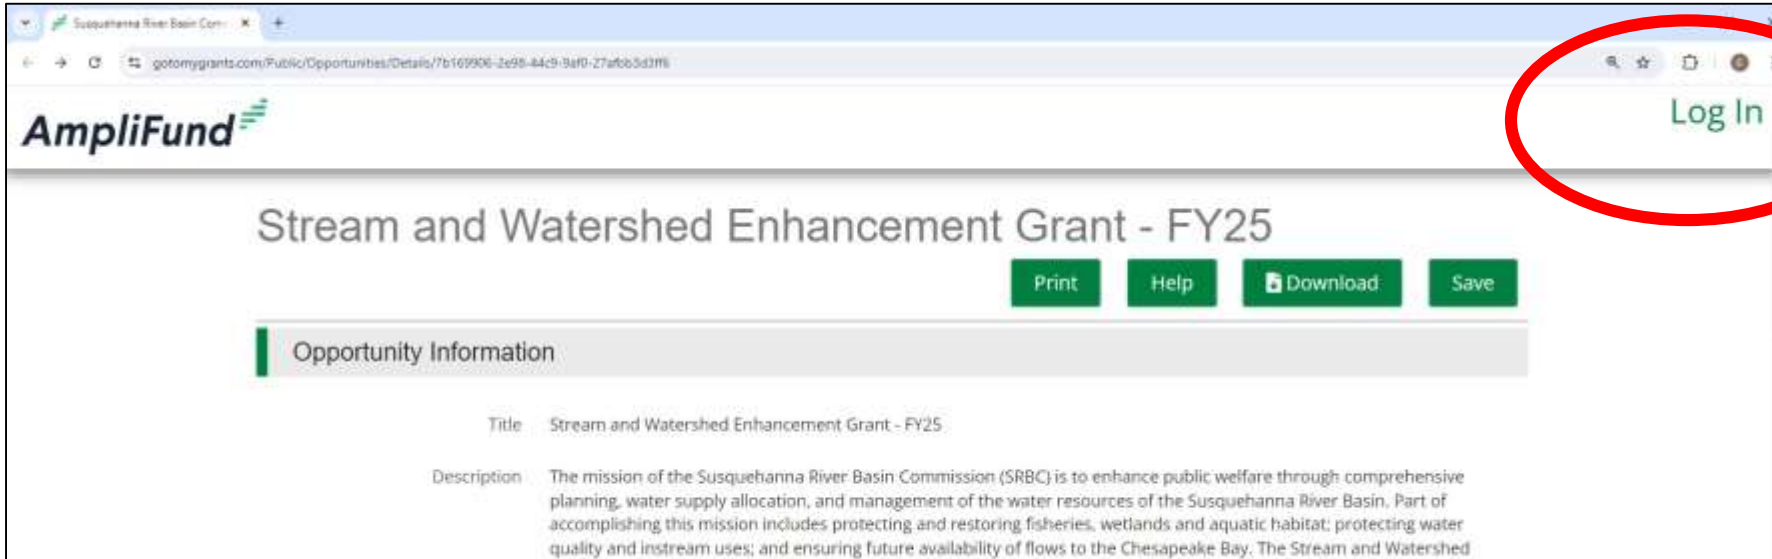 Susquehanna River Basin Com
gotomygrants.com/Public/Opportunities/Details/
AmpliFund
Log In
Stream and Watershed Enhancement Grant - FY25
Print Help Download Save
Opportunity Information
Title Stream and Watershed Enhancement Grant - FY25
Description The mission of the Susquehanna River Basin Commission (SRBC) is to enhance public welfare through comprehensive
planning, water supply allocation, and management of the water resources of the Susquehanna River Basin. Part of
accomplishing this mission includes protecting and restoring fisheries, wetlands and aquatic habitat; protecting water
quality and instream uses; and ensuring future availability of flows to the Chesapeake Bay. The Stream and Watershed